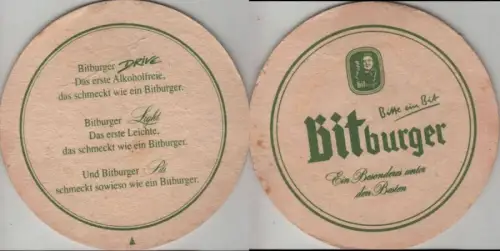 Bitburger DRIVE
Das erste Alkoholfreie,
das schmeckt wie ein Bitburger.
Bitburger Light
Das erste Leichte,
das schmeckt wie ein Bitburger.
Und Bitburger Pils
schmeckt sowieso wie ein Bitburger.
Bitte ein Bit
Bitburger
Ein Besonderes unter
den Besten